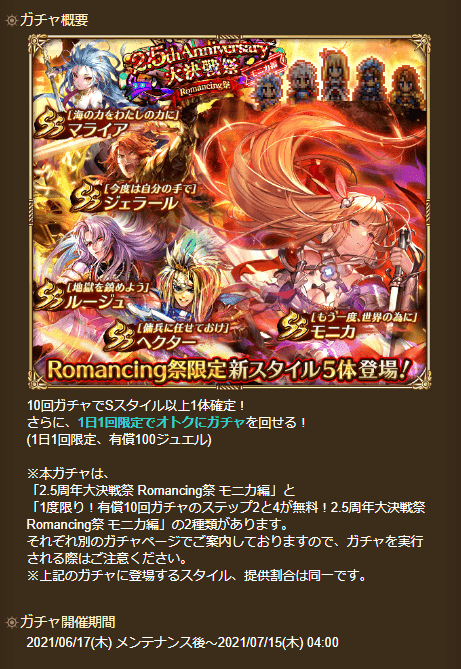 ガチャ概要
2.5th Anniversary
大決戦祭
モニカ編
Romancing祭
SS
[海の力をわたしの力に]
マライア
SS
[今度は自分の手で]
ジェラール
SS
[地獄を鎮めよう]
ルージュ
SS
[傭兵に任せておけ]
ヘクター
SS
[もう一度、世界の為に]
モニカ
Romancing祭限定新スタイル5体登場!
10回ガチャでSスタイル以上1体確定！
さらに、1日1回限定でオトクにガチャを回せる！
(1日1回限定、有償100ジュエル)
※本ガチャは、
「2.5周年大決戦祭 Romancing祭 モニカ編」と
「1度限り！有償10回ガチャのステップ2と4が無料！2.5周年大決戦祭
Romancing祭 モニカ編」の2種類があります。
それぞれ別のガチャページでご案内しておりますので、ガチャを実行
される際はご注意ください。
※上記のガチャに登場するスタイル、提供割合は同一です。
ガチャ開催期間
2021/06/17(木) メンテナンス後～2021/07/15(木) 04:00